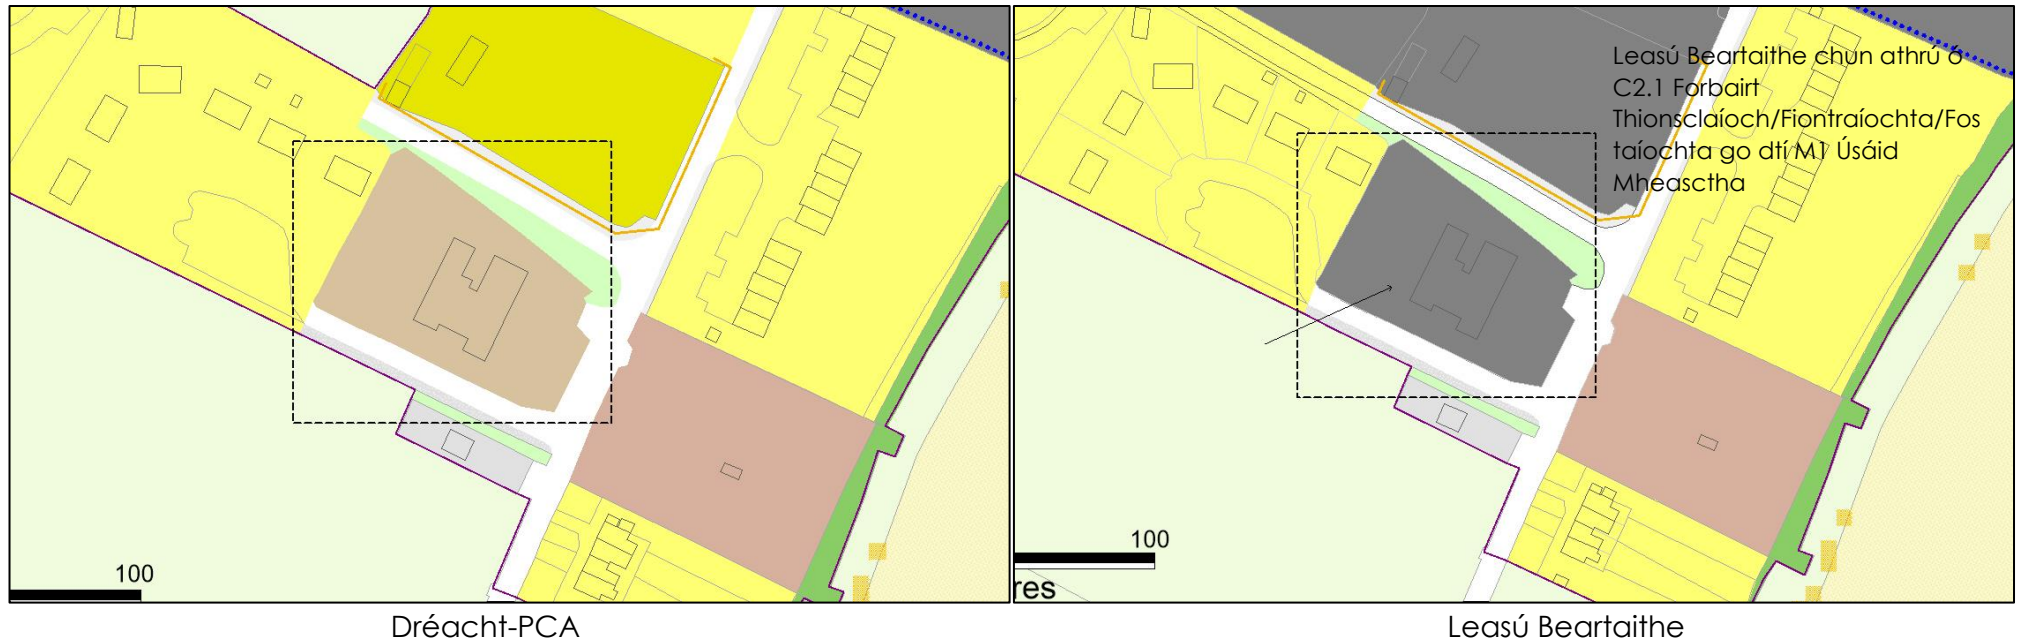 Leasú Beartaithe chun athrú ó
C2.1 Forbairt
Thionsclaíoch/Fiontraíochta/Fos
taíochta go dtí M1 Úsáid
Mheasctha
100
100
res
Dréacht-PCA
Leasú Beartaithe